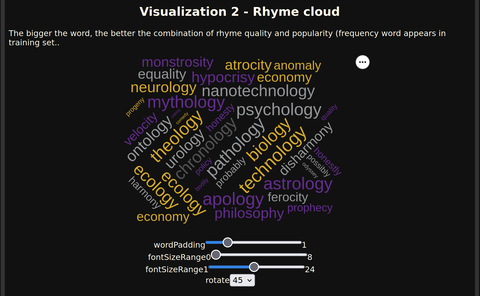 Visualization 2 - Rhyme cloud
The bigger the word, the better the combination of rhyme quality and popularity (frequency word appears in
training set..
monstrosity
atrocity
anomaly
equality
hypocrisy
economy
neurology
nanotechnology
progeny
mythology
psychology
quality
velocity
theology
honesty
ontology
urology
chronology
pathology
biology
disharmony
honestly
possibly
policy
probably
technology
ecology
ecology
harmony
astrology
apology
ferocity
economy
philosophy
prophecy
wordPadding 1
fontSizeRange0 8
fontSizeRange1 24
rotate 45